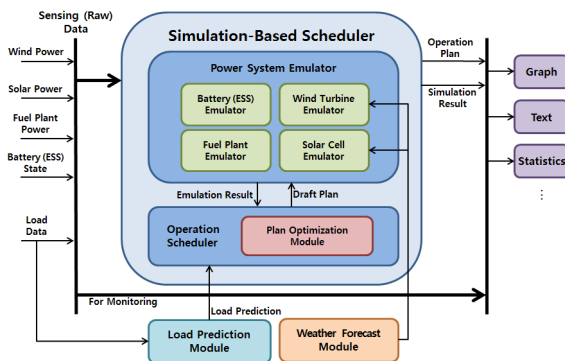 Sensing (Raw)
Data
Wind Power
Solar Power
Fuel Plant
Power
Battery (ESS)
State
Load
Data
Simulation-Based Scheduler
Power System Emulator
Battery (ESS)
Emulator
Wind Turbine
Emulator
Fuel Plant
Emulator
Solar Cell
Emulator
Emulation Result
Draft Plan
Operation
Scheduler
Plan Optimization
Module
Operation
Plan
Simulation
Result
Graph
Text
Statistics
...
For Monitoring
Load Prediction
Load Prediction
Module
Weather Forecast
Module